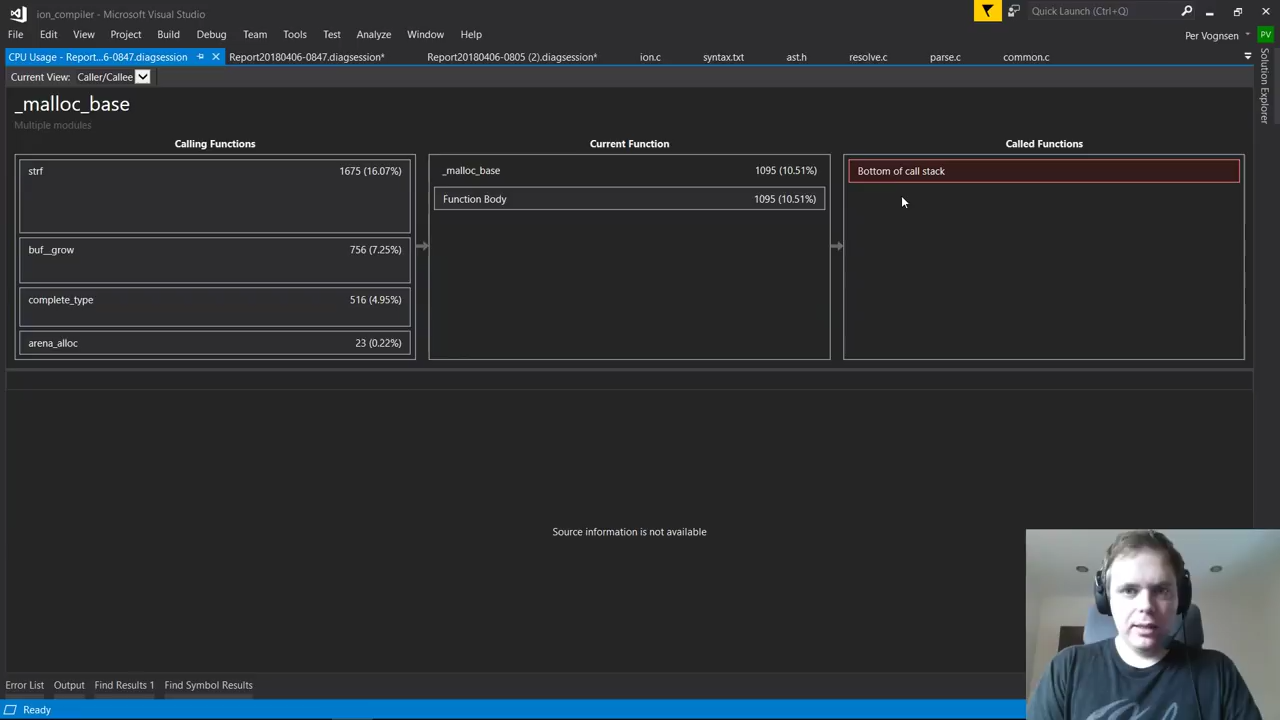 ion_compiler - Microsoft Visual Studio
Quick Launch (Ctrl+Q)
File Edit View Project Build Debug Team Tools Test Analyze Window Help
Per Vognsen
PV
CPU Usage - Report...6-0847.diagsession
Report20180406-0847.diagsession*
Report20180406-0805 (2).diagsession*
ion.c
syntax.txt
ast.h
resolve.c
parse.c
common.c
Solution Explorer
Current View: Caller/Callee
_malloc_base
Multiple modules
Calling Functions
strf 1675 (16.07%)
buf__grow 756 (7.25%)
complete_type 516 (4.95%)
arena_alloc 23 (0.22%)
Current Function
_malloc_base 1095 (10.51%)
Function Body 1095 (10.51%)
Called Functions
Bottom of call stack
Source information is not available
Error List Output Find Results 1 Find Symbol Results
Ready